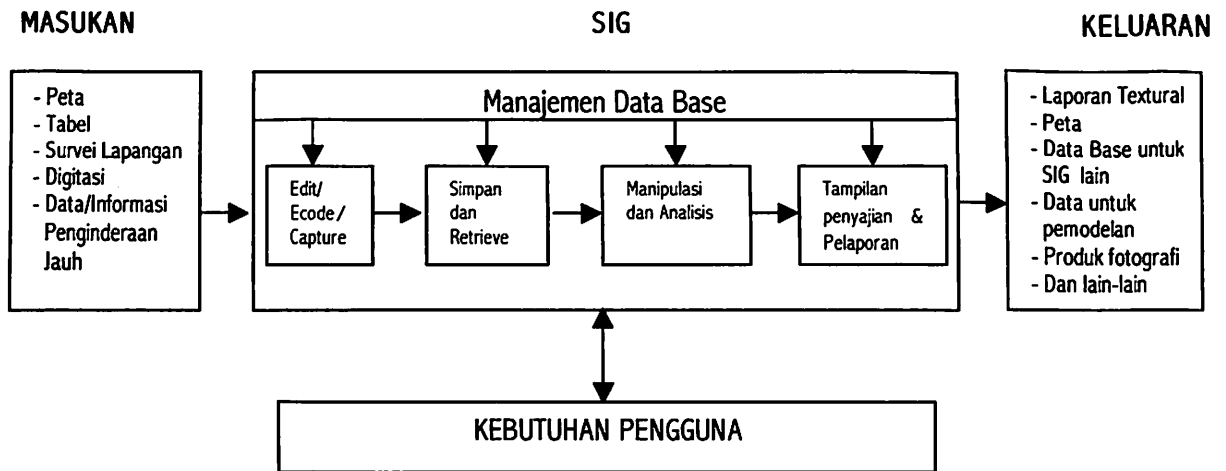 MASUKAN
SIG
KELUARAN
- Peta
- Tabel
- Survei Lapangan
- Digitasi
- Data/Informasi
Penginderaan
Jauh
Manajemen Data Base
Edit/
Ecode/
Capture
Simpan
dan
Retrieve
Manipulasi
dan Analisis
Tampilan
penyajian &
Pelaporan
- Laporan Textural
- Peta
- Data Base untuk
SIG lain
- Data untuk
pemodelan
- Produk fotografi
- Dan lain-lain
KEBUTUHAN PENGGUNA